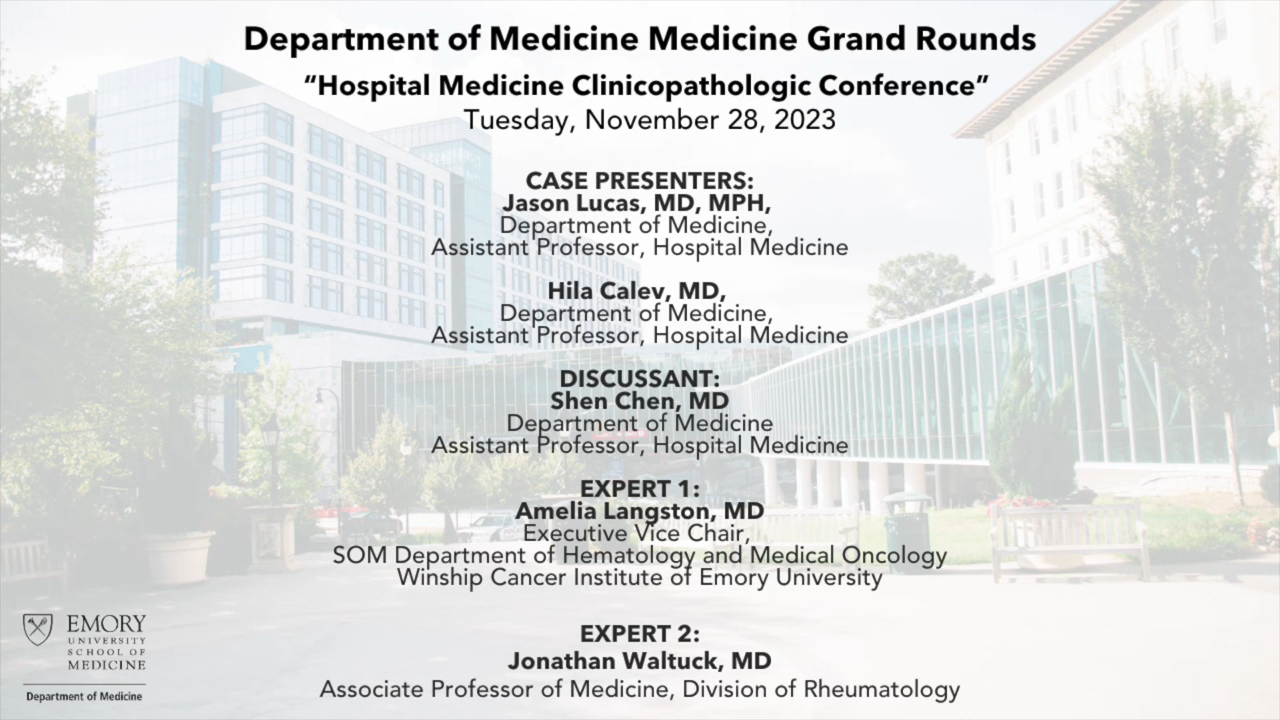 Department of Medicine Medicine Grand Rounds
“Hospital Medicine Clinicopathologic Conference”
Tuesday, November 28, 2023
CASE PRESENTERS:
Jason Lucas, MD, MPH,
Department of Medicine,
Assistant Professor, Hospital Medicine
Hila Calev, MD,
Department of Medicine,
Assistant Professor, Hospital Medicine
DISCUSSANT:
Shen Chen, MD
Department of Medicine
Assistant Professor, Hospital Medicine
EXPERT 1:
Amelia Langston, MD
Executive Vice Chair,
SOM Department of Hematology and Medical Oncology
Winship Cancer Institute of Emory University
EXPERT 2:
Jonathan Waltuck, MD
Associate Professor of Medicine, Division of Rheumatology
EMORY
UNIVERSITY
SCHOOL OF
MEDICINE
Department of Medicine